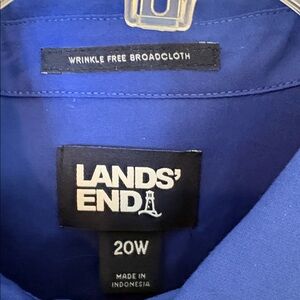 WRINKLE FREE BROADCLOTH
LANDS'
END
20W
MADE IN
INDONESIA